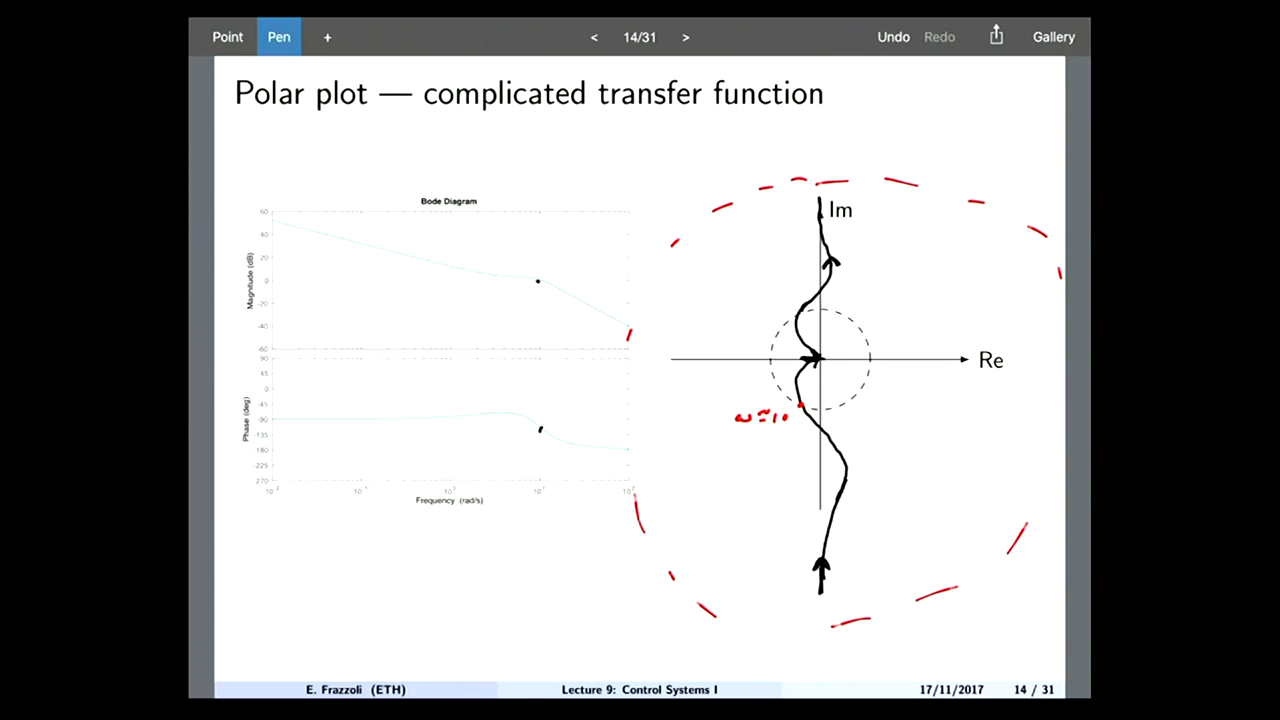 Point Pen + < 14/31 > Undo Redo Gallery
Polar plot — complicated transfer function
Bode Diagram
Magnitude (dB)
60
40
20
0
-20
-40
-60
Phase (deg)
90
45
0
-45
-90
-135
-180
-225
270
Frequency (rad/s)
Im
Re
ω≈10
E. Frazzoli (ETH) Lecture 9: Control Systems I 17/11/2017 14 / 31